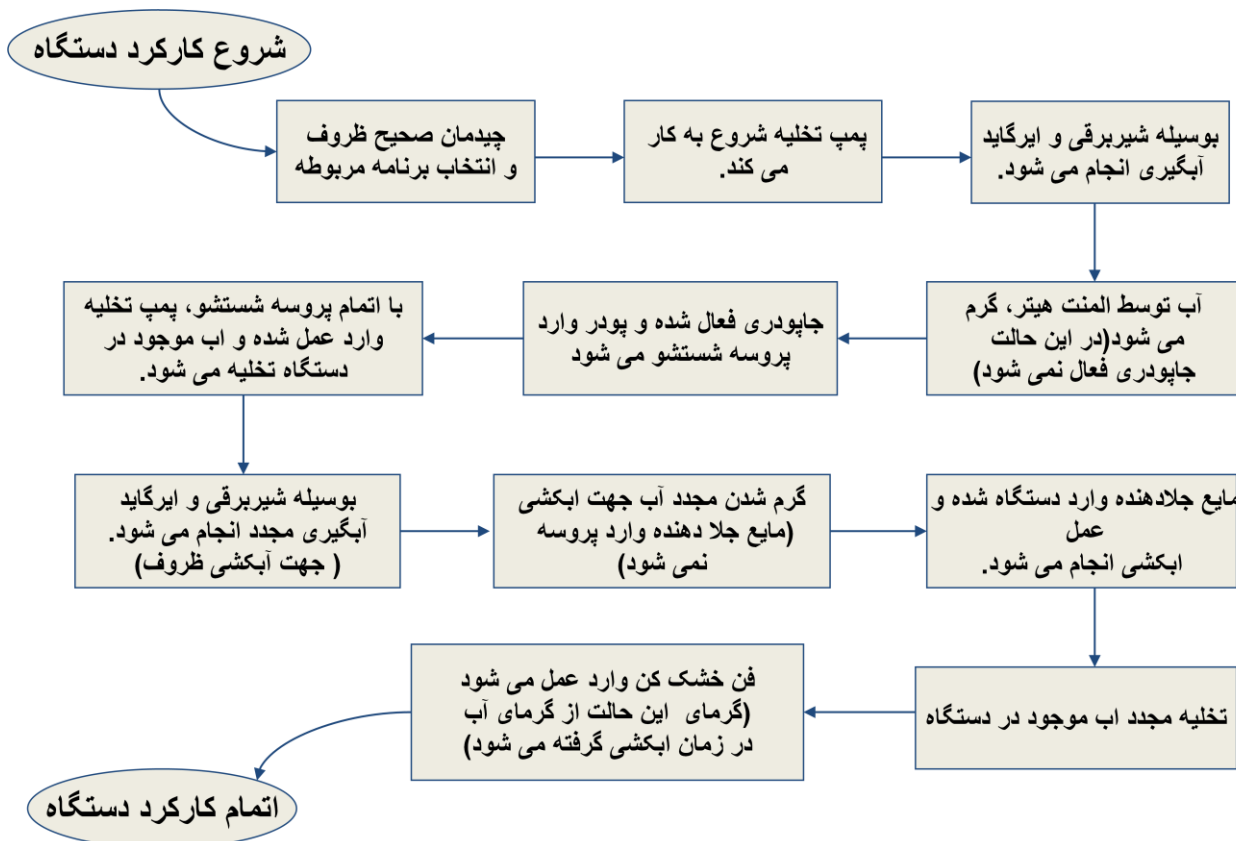 شروع کارکرد دستگاه
چیدمان صحیح ظروف
و انتخاب برنامه مربوطه
پمپ تخلیه شروع به کار
می کند.
بوسیله شیربرقی و ایرگاید
آبگیری انجام می شود.
آب توسط المنت هیتر، گرم
می شود(در این حالت
جاپودری فعال نمی شود)
جاپودری فعال شده و پودر وارد
پروسه شستشو می شود
با اتمام پروسه شستشو، پمپ تخلیه
وارد عمل شده و اب موجود در
دستگاه تخلیه می شود.
بوسیله شیربرقی و ایرگاید
آبگیری مجدد انجام می شود.
( جهت آبکشی ظروف)
گرم شدن مجدد آب جهت ابکشی
(مایع جلا دهنده وارد پروسه
نمی شود)
مایع جلادهنده وارد دستگاه شده و
عمل
ابکشی انجام می شود.
تخلیه مجدد اب موجود در دستگاه
فن خشک کن وارد عمل می شود
(گرمای این حالت از گرمای آب
در زمان ابکشی گرفته می شود)
اتمام کارکرد دستگاه